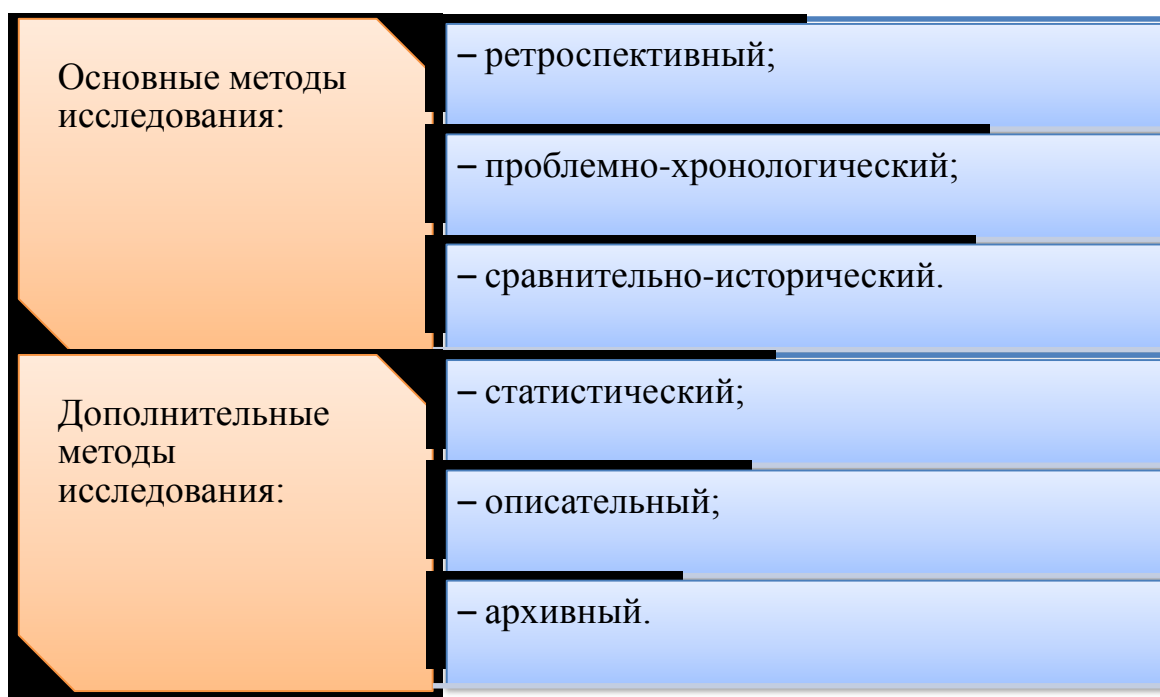 Основные методы
исследования:
– ретроспективный;
– проблемно-хронологический;
– сравнительно-исторический.
Дополнительные
методы
исследования:
– статистический;
– описательный;
– архивный.